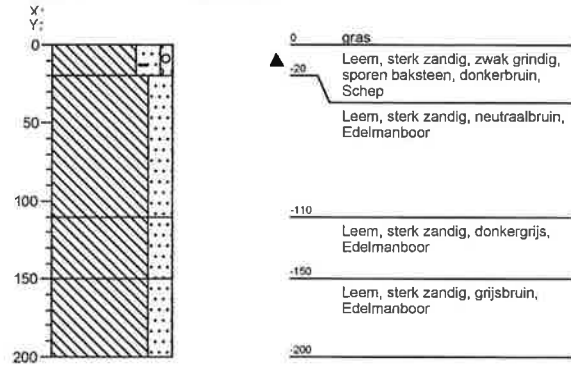 X:
Y:
0
50
100
150
200
0 gras
Leem, sterk zandig, zwak grindig,
sporen baksteen, donkerbruin,
Schep
-20
Leem, sterk zandig, neutraalbruin,
Edelmanboor
-110
Leem, sterk zandig, donkergrijs,
Edelmanboor
-150
Leem, sterk zandig, grijsbruin,
Edelmanboor
-200